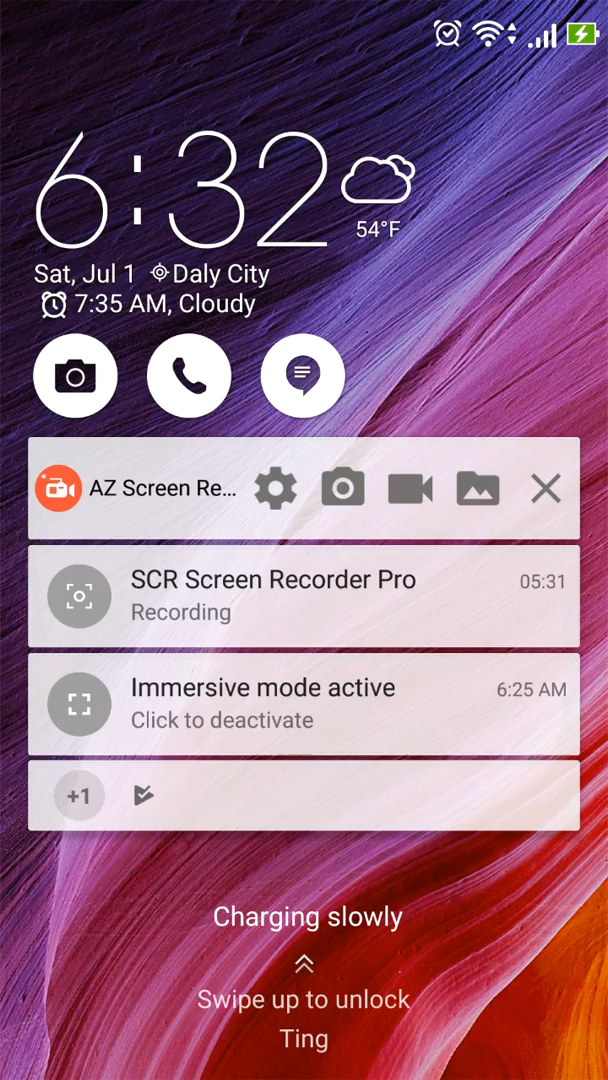 6:32
54°F
Sat, Jul 1 Daly City
7:35 AM, Cloudy
AZ Screen Re...
SCR Screen Recorder Pro 05:31
Recording
Immersive mode active 6:25 AM
Click to deactivate
+1
Charging slowly
Swipe up to unlock
Ting